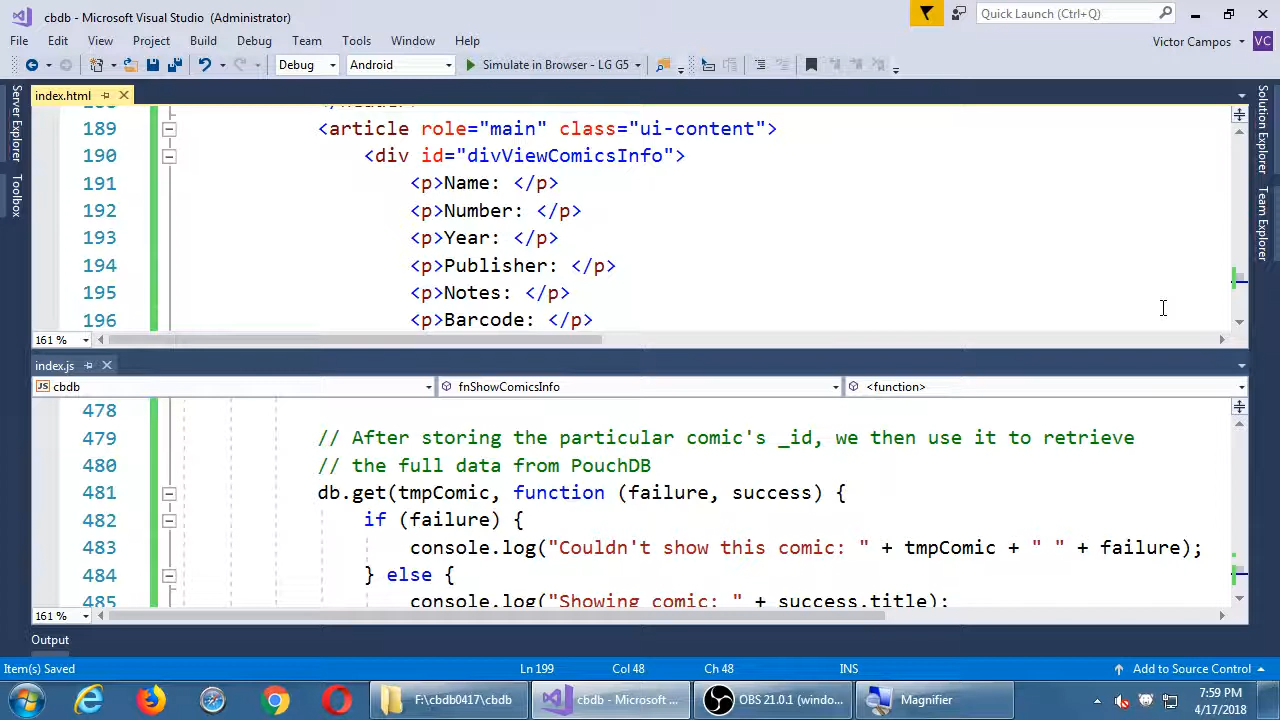 cbdb - Microsoft Visual Studio (Administrator)
Quick Launch (Ctrl+Q)
File Edit View Project Build Debug Team Tools Window Help
Victor Campos VC
Debug Android Simulate in Browser - LG G5
index.html
Server Explorer
Toolbox
Solution Explorer
Team Explorer
189 <article role="main" class="ui-content">
190 <div id="divViewComicsInfo">
191 <p>Name: </p>
192 <p>Number: </p>
193 <p>Year: </p>
194 <p>Publisher: </p>
195 <p>Notes: </p>
196 <p>Barcode: </p>
161 %
index.js
JS cbdb fnShowComicsInfo <function>
478
479 // After storing the particular comic's _id, we then use it to retrieve
480 // the full data from PouchDB
481 db.get(tmpComic, function (failure, success) {
482 if (failure) {
483 console.log("Couldn't show this comic: " + tmpComic + " " + failure);
484 } else {
485 console.log("Showing comic: " + success.title);
161 %
Output
Item(s) Saved Ln 199 Col 48 Ch 48 INS Add to Source Control
F:\cbdb0417\cbdb cbdb - Microsoft ... OBS 21.0.1 (windo... Magnifier
7:59 PM
4/17/2018